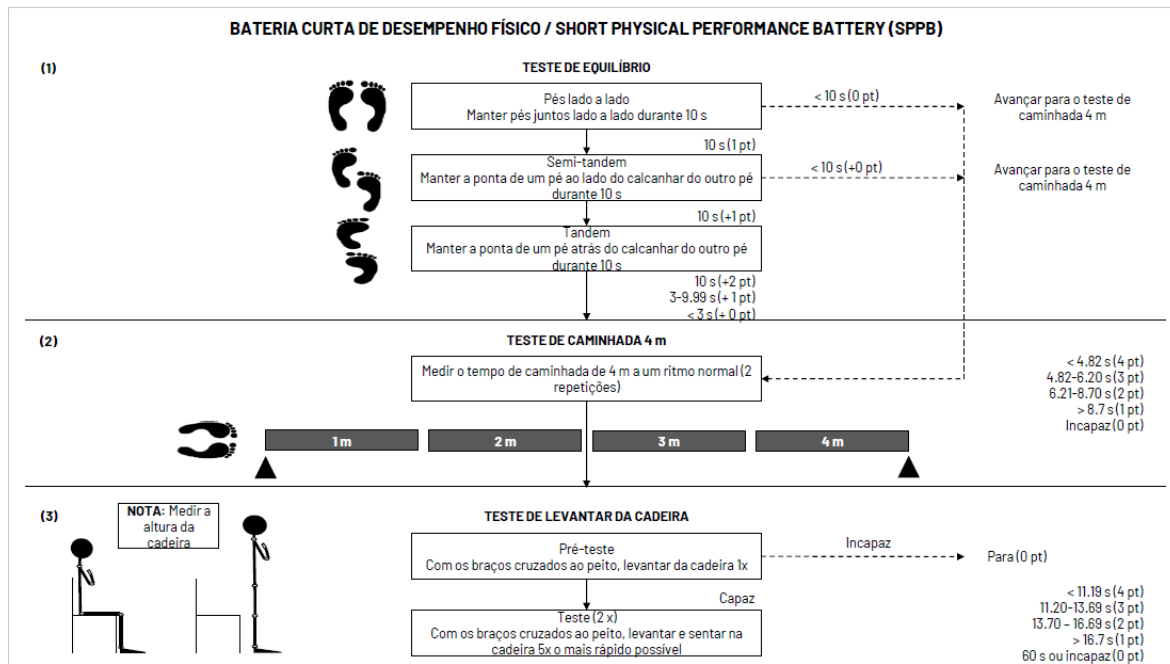 BATERIA CURTA DE DESEMPENHO FÍSICO / SHORT PHYSICAL PERFORMANCE BATTERY (SPPB)
(1)
TESTE DE EQUILÍBRIO
Pés lado a lado
Manter pés juntos lado a lado durante 10 s
< 10 s (0 pt)
Avançar para o teste de
caminhada 4 m
10 s (1 pt)
Semi-tandem
Manter a ponta de um pé ao lado do calcanhar do outro pé
durante 10 s
< 10 s (+0 pt)
Avançar para o teste de
caminhada 4 m
10 s (+1 pt)
Tandem
Manter a ponta de um pé atrás do calcanhar do outro pé
durante 10 s
10 s (+2 pt)
3-9.99 s (+ 1 pt)
< 3 s (+ 0 pt)
(2)
TESTE DE CAMINHADA 4 m
Medir o tempo de caminhada de 4 m a um ritmo normal (2
repetições)
< 4.82 s (4 pt)
4.82-6.20 s (3 pt)
6.21-8.70 s (2 pt)
> 8.7 s (1 pt)
Incapaz (0 pt)
1 m
2 m
3 m
4 m
(3)
NOTA: Medir a
altura da
cadeira
TESTE DE LEVANTAR DA CADEIRA
Pré-teste
Com os braços cruzados ao peito, levantar da cadeira 1x
Incapaz
Para (0 pt)
Capaz
Teste (2 x)
Com os braços cruzados ao peito, levantar e sentar na
cadeira 5x o mais rápido possível
< 11.19 s (4 pt)
11.20-13.69 s (3 pt)
13.70 – 16.69 s (2 pt)
> 16.7 s (1 pt)
60 s ou incapaz (0 pt)